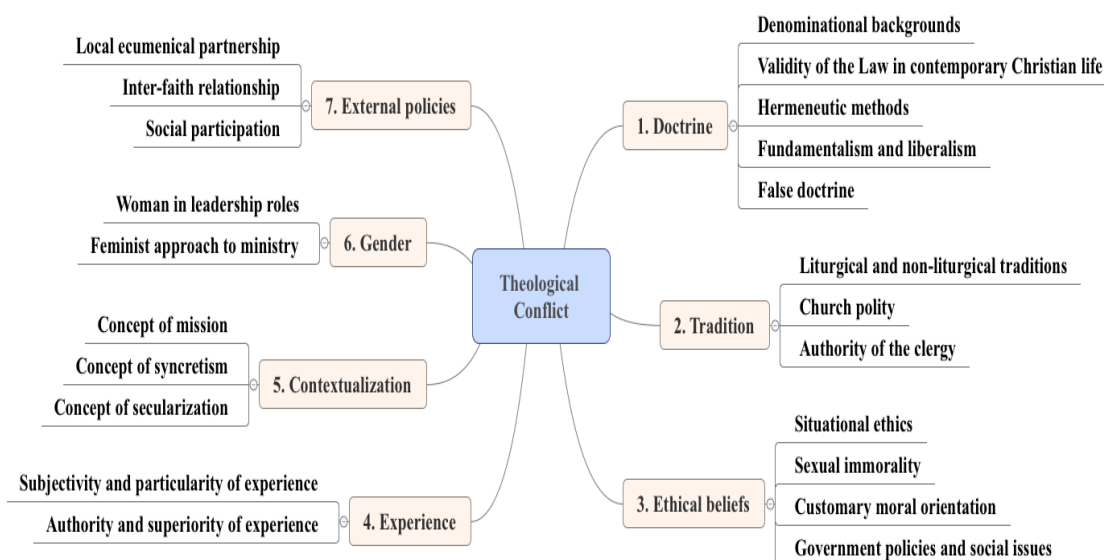 Theological
Conflict
1. Doctrine
Denominational backgrounds
Validity of the Law in contemporary Christian life
Hermeneutic methods
Fundamentalism and liberalism
False doctrine
2. Tradition
Liturgical and non-liturgical traditions
Church polity
Authority of the clergy
3. Ethical beliefs
Situational ethics
Sexual immorality
Customary moral orientation
Government policies and social issues
4. Experience
Subjectivity and particularity of experience
Authority and superiority of experience
5. Contextualization
Concept of mission
Concept of syncretism
Concept of secularization
6. Gender
Woman in leadership roles
Feminist approach to ministry
7. External policies
Local ecumenical partnership
Inter-faith relationship
Social participation